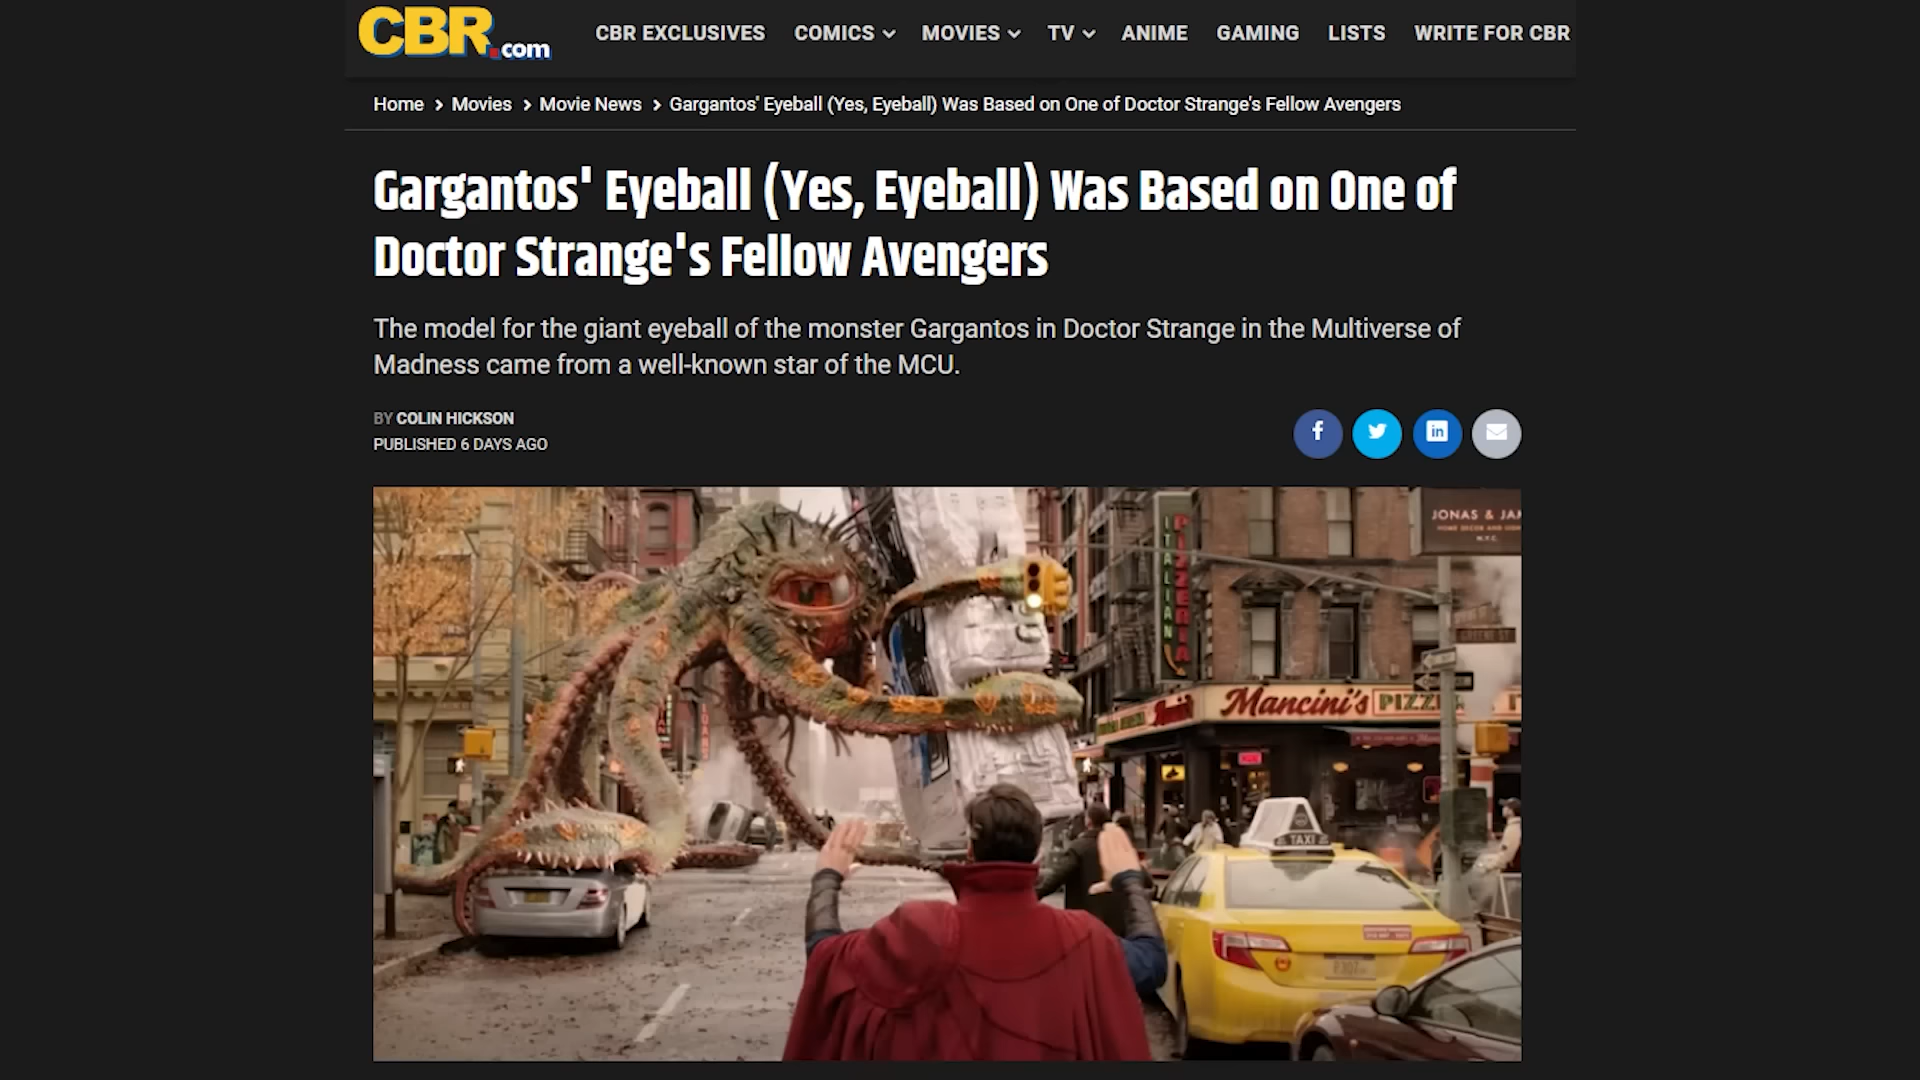 CBR.com
CBR EXCLUSIVES COMICS MOVIES TV ANIME GAMING LISTS WRITE FOR CBR
Home > Movies > Movie News > Gargantos' Eyeball (Yes, Eyeball) Was Based on One of Doctor Strange's Fellow Avengers
Gargantos' Eyeball (Yes, Eyeball) Was Based on One of
Doctor Strange's Fellow Avengers
The model for the giant eyeball of the monster Gargantos in Doctor Strange in the Multiverse of
Madness came from a well-known star of the MCU.
BY COLIN HICKSON
PUBLISHED 6 DAYS AGO
f
in
JONAS & JA
N.Y.C.
ITALIAN
PIZZERIA
GREENE ST
Mancini's PIZZ
TAXI